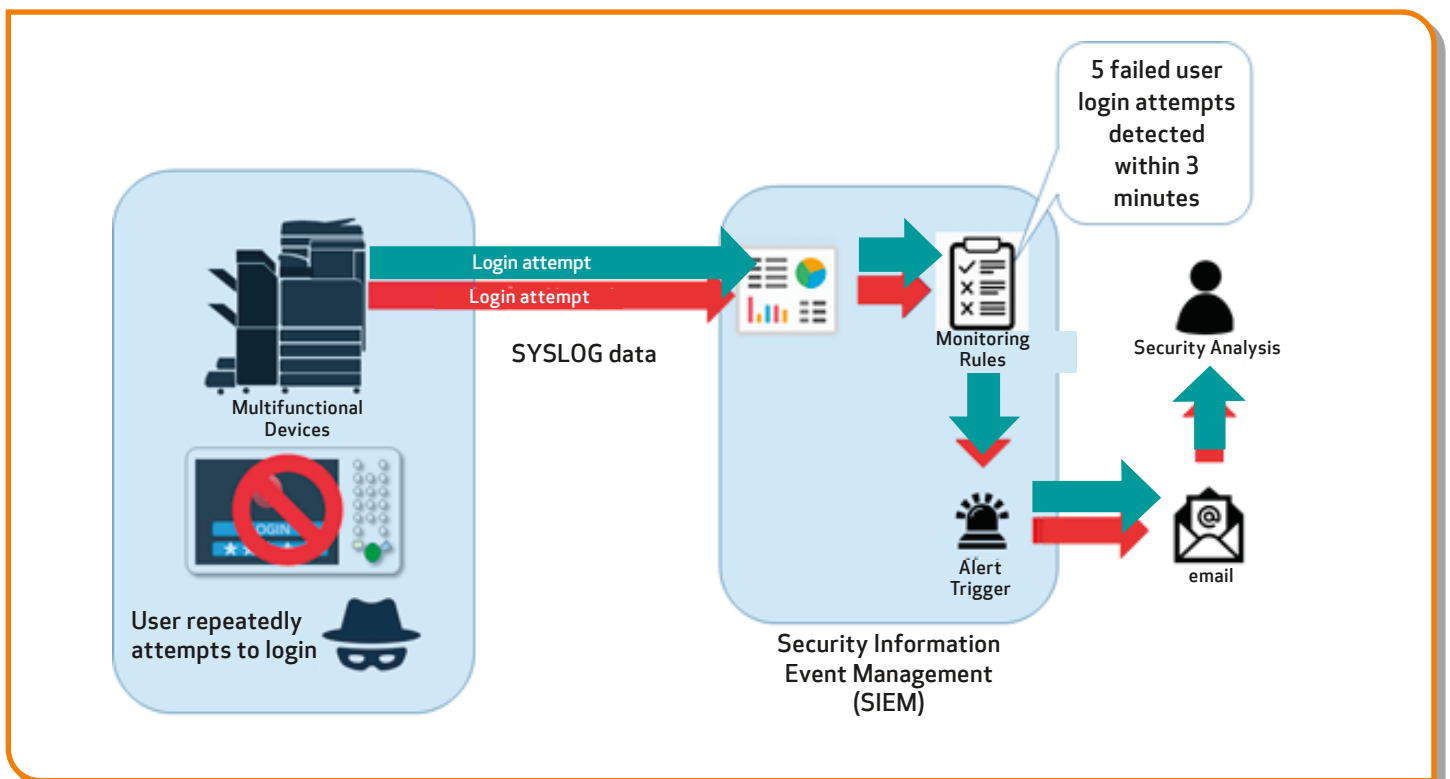 5 failed user
login attempts
detected
within 3
minutes
Login attempt
Login attempt
SYSLOG data
Multifunctional
Devices
LOGIN
User repeatedly
attempts to login
Monitoring
Rules
Security Analysis
Alert
Trigger
@
email
Security Information
Event Management
(SIEM)